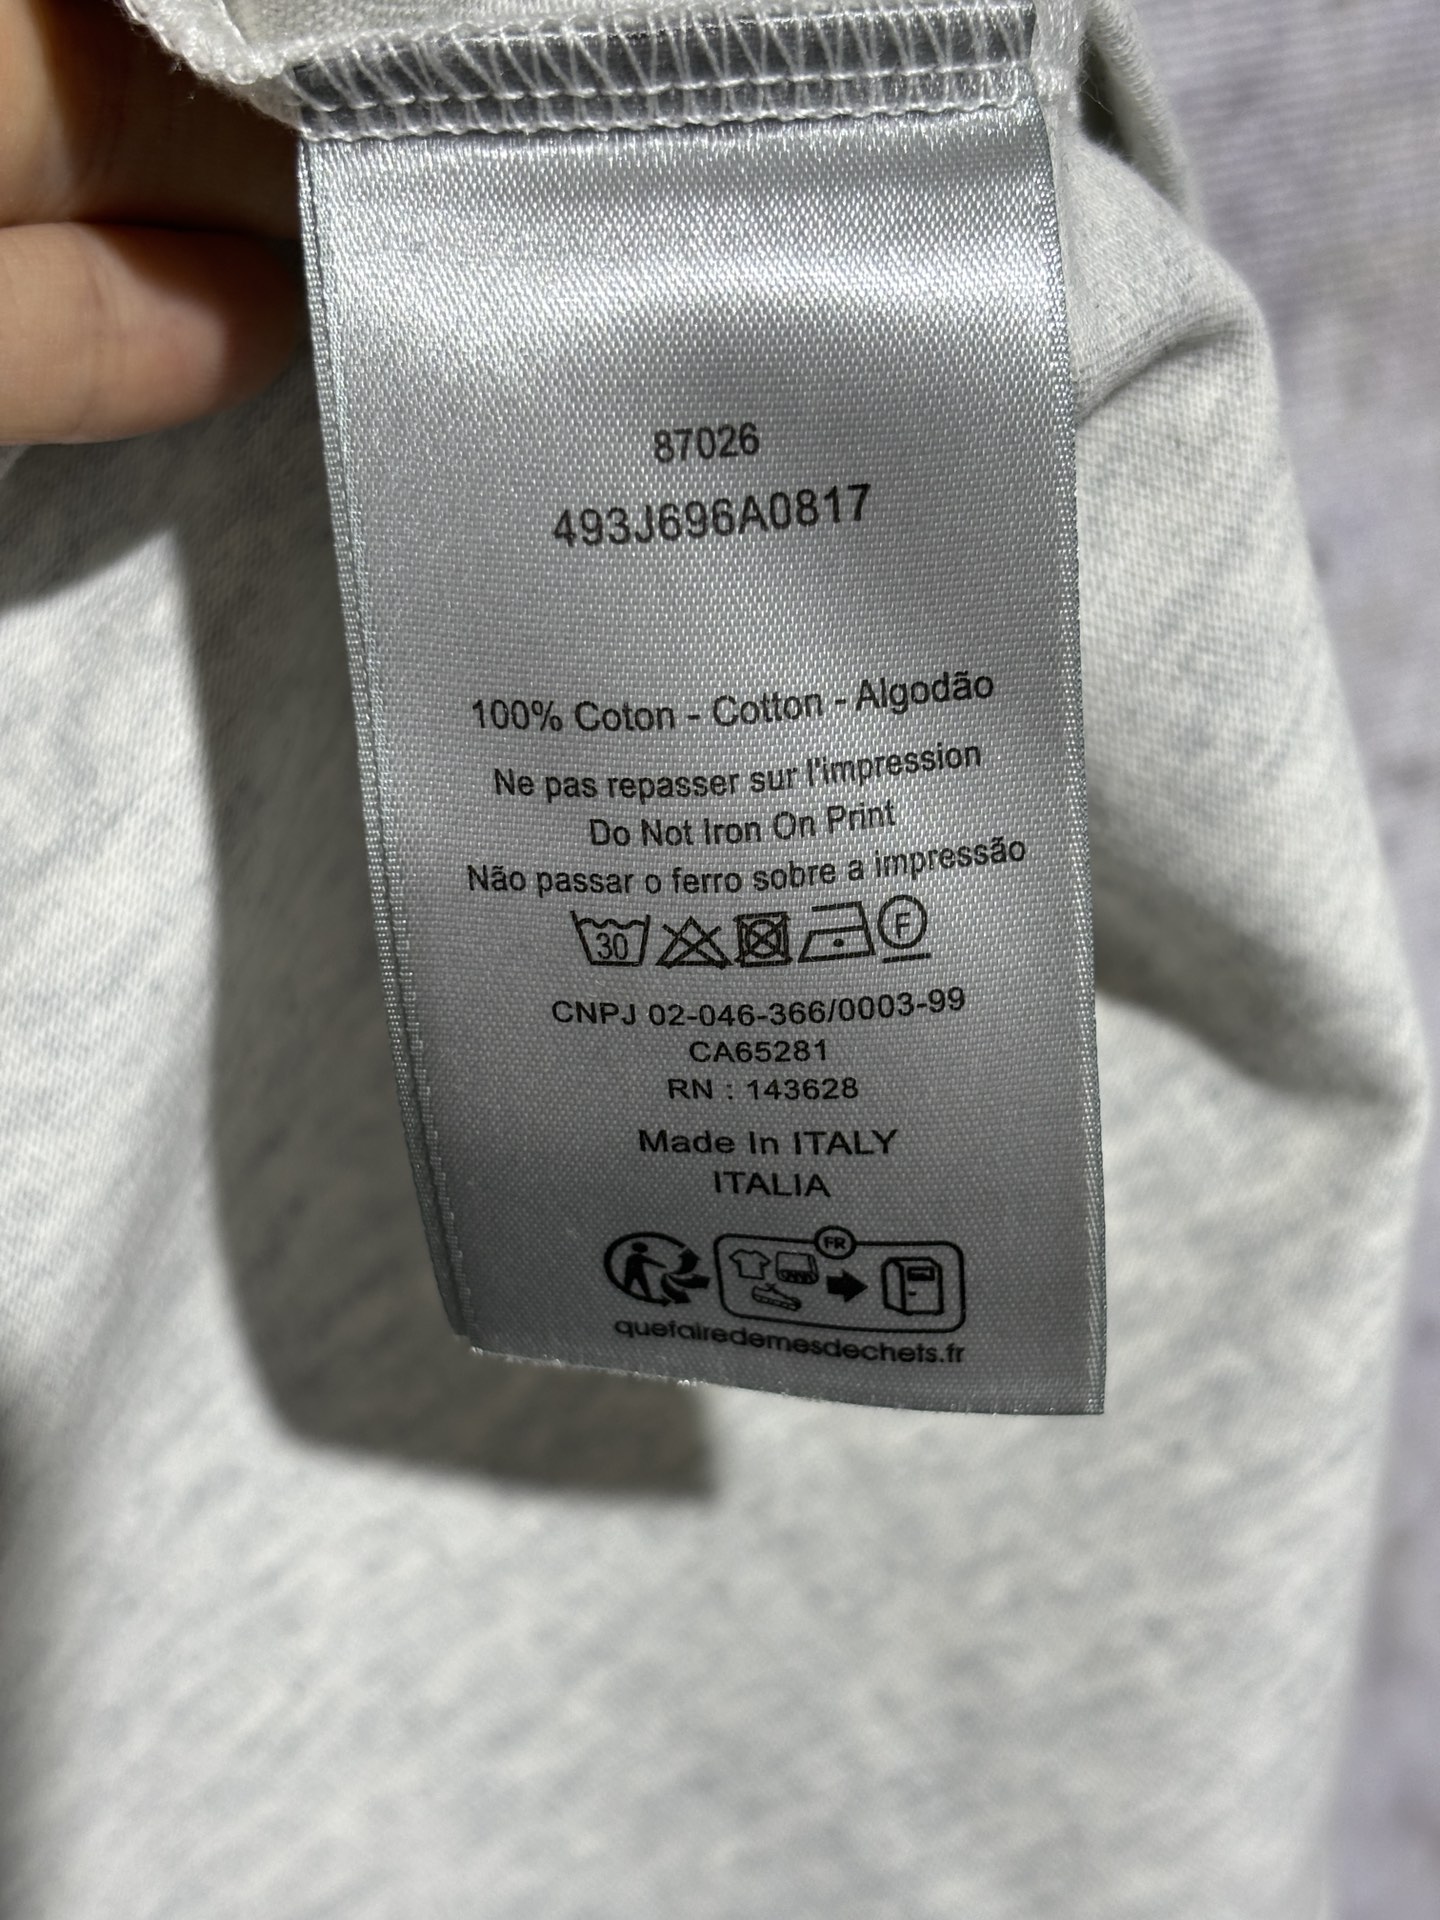 87026
493J696A0817
100% Coton - Cotton - Algodão
Ne pas repasser sur l'impression
Do Not Iron On Print
Não passar o ferro sobre a impressão
30 F
CNPJ 02-046-366/0003-99
CA65281
RN : 143628
Made In ITALY
ITALIA
FR
quefairedemesdechets.fr